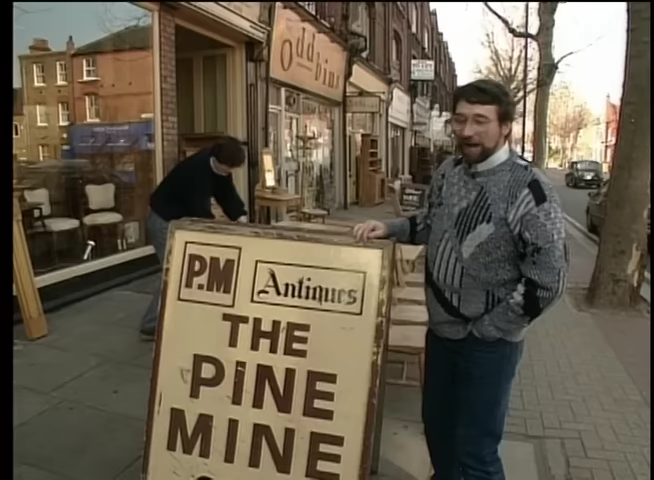 Oddbins
P.M
Antiques
THE
PINE
MINE